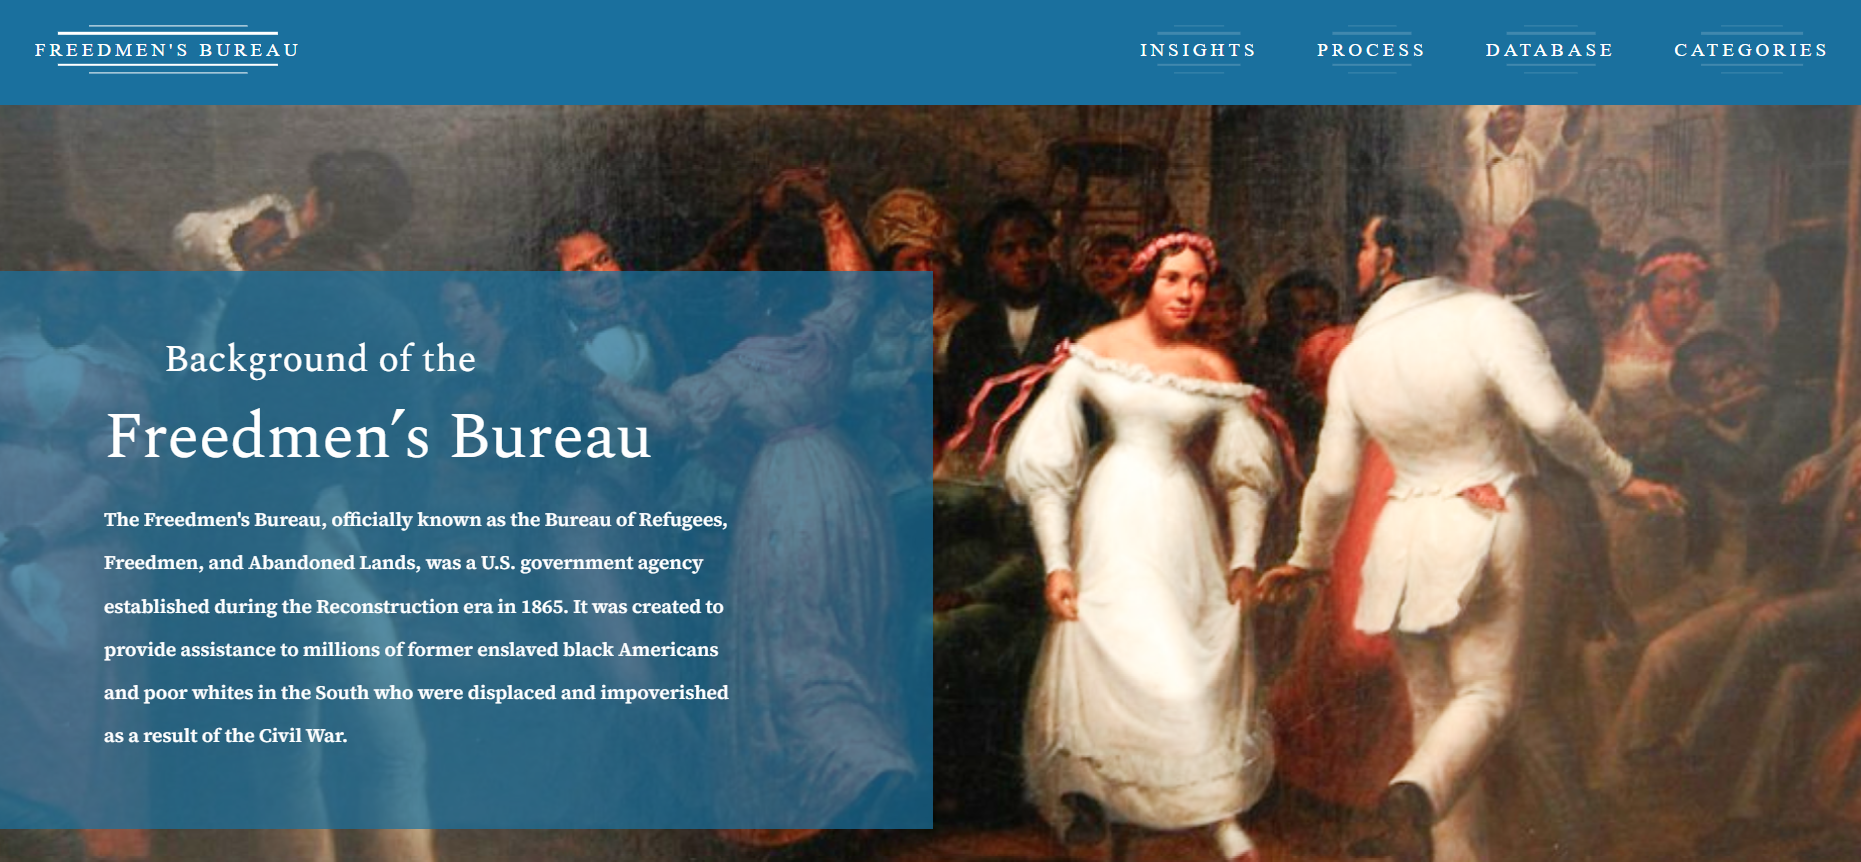 FREEDMEN'S BUREAU
INSIGHTS
PROCESS
DATABASE
CATEGORIES
Background of the
Freedmen's Bureau
The Freedmen's Bureau, officially known as the Bureau of Refugees,
Freedmen, and Abandoned Lands, was a U.S. government agency
established during the Reconstruction era in 1865. It was created to
provide assistance to millions of former enslaved black Americans
and poor whites in the South who were displaced and impoverished
as a result of the Civil War.